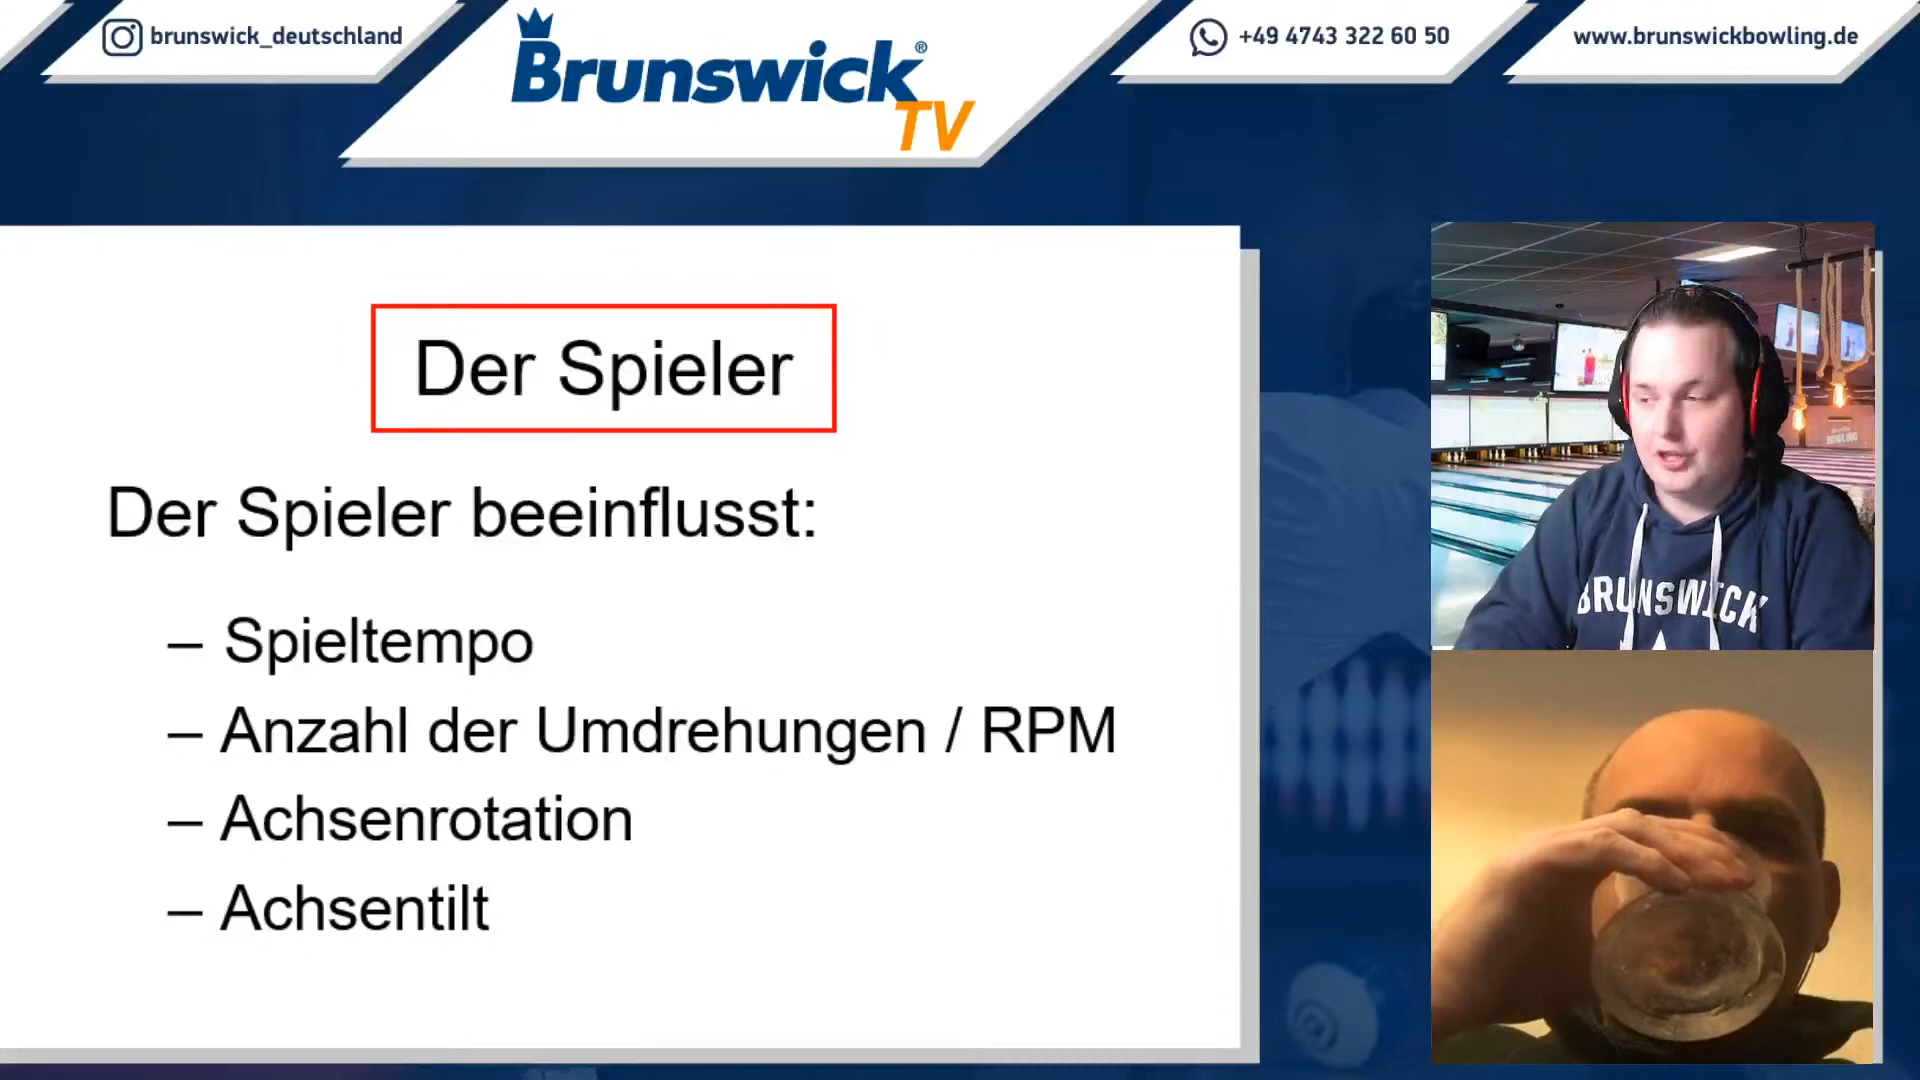 brunswick_deutschland
Brunswick®
TV
+49 4743 322 60 50
www.brunswickbowling.de
Der Spieler
Der Spieler beeinflusst:
– Spieltempo
– Anzahl der Umdrehungen / RPM
– Achsenrotation
– Achsentilt
BOWLING
BRUNSWICK